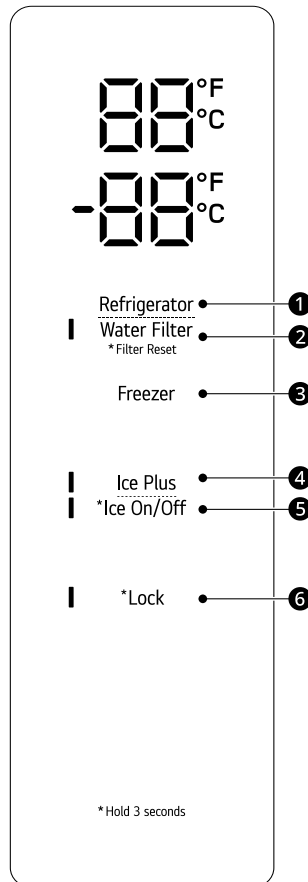 88 °F
°C
-88 °F
°C
Refrigerator
1
Water Filter
2
*Filter Reset
Freezer
3
Ice Plus
4
*Ice On/Off
5
*Lock
6
*Hold 3 seconds